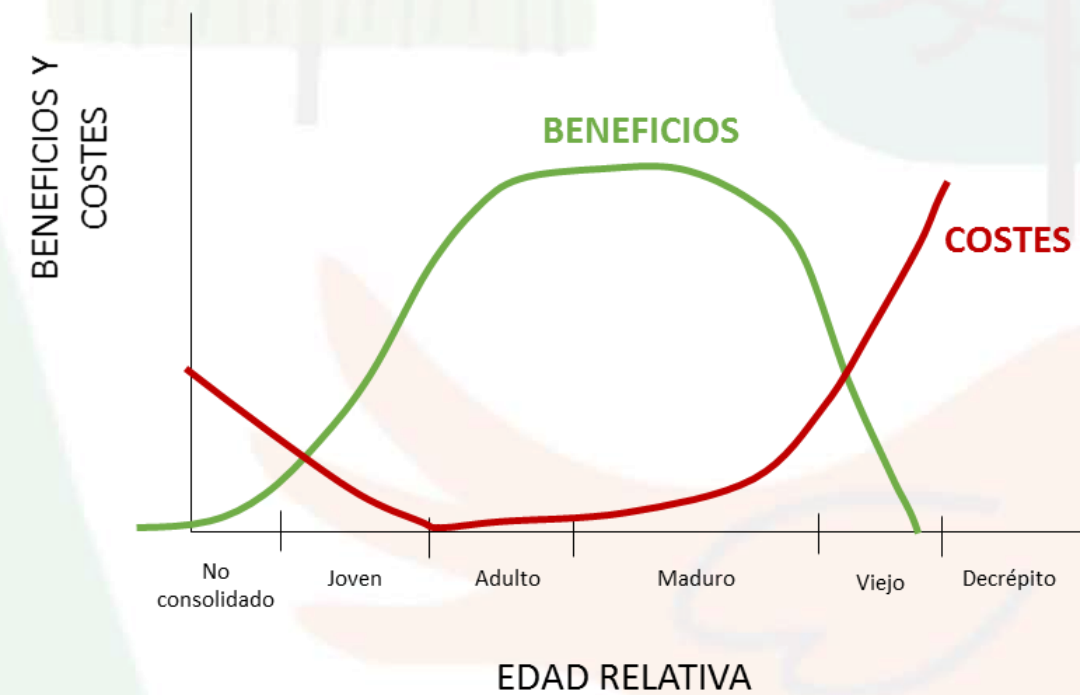 BENEFICIOS Y
COSTES
BENEFICIOS
COSTES
No
consolidado
Joven
Adulto
Maduro
Viejo
Decrépito
EDAD RELATIVA